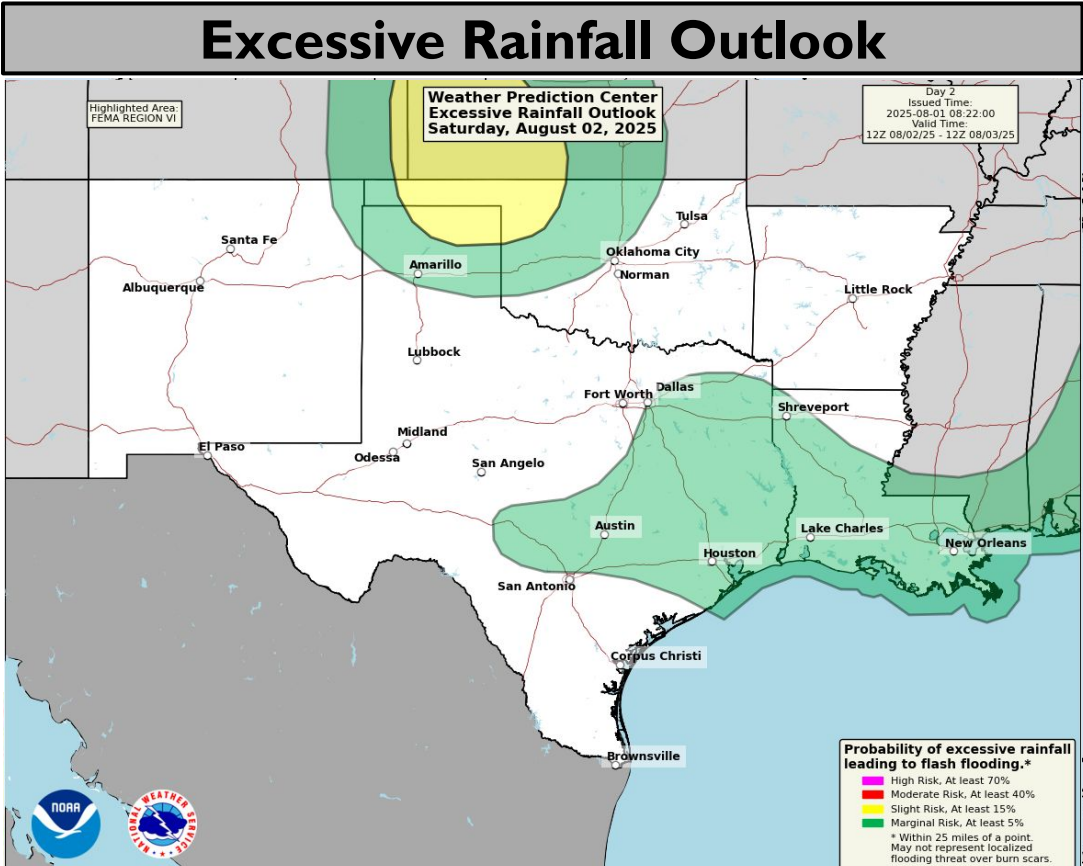 Excessive Rainfall Outlook
Highlighted Area:
FEMA REGION VI
Weather Prediction Center
Excessive Rainfall Outlook
Saturday, August 02, 2025
Day 2
Issued Time:
2025-08-01 08:22:00
Valid Time:
12Z 08/02/25 - 12Z 08/03/25
Tulsa
Santa Fe
Oklahoma City
Amarillo
Norman
Albuquerque
Little Rock
Lubbock
Dallas
Fort Worth
Shreveport
Midland
El Paso
Odessa
San Angelo
Austin
Lake Charles
New Orleans
Houston
San Antonio
Corpus Christi
Brownsville
Probability of excessive rainfall
leading to flash flooding.*
High Risk, At least 70%
Moderate Risk, At least 40%
Slight Risk, At least 15%
Marginal Risk, At least 5%
* Within 25 miles of a point.
May not represent localized
flooding threat over burn scars.
NOAA
NATIONAL WEATHER SERVICE